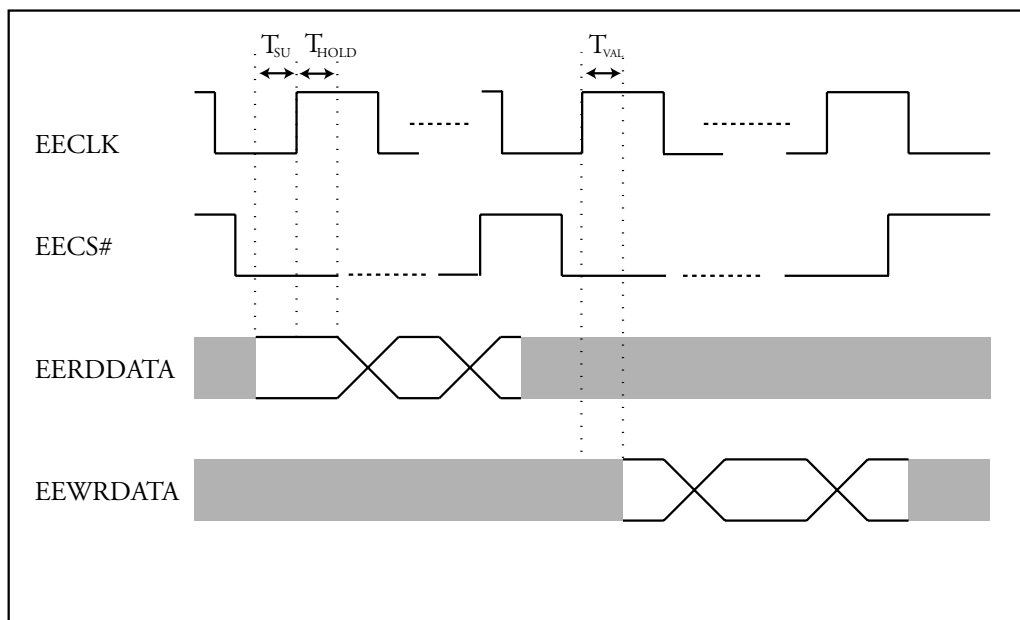 TSU THOLD TVAL
EECLK
EECS#
EERDDATA
EEWRDATA